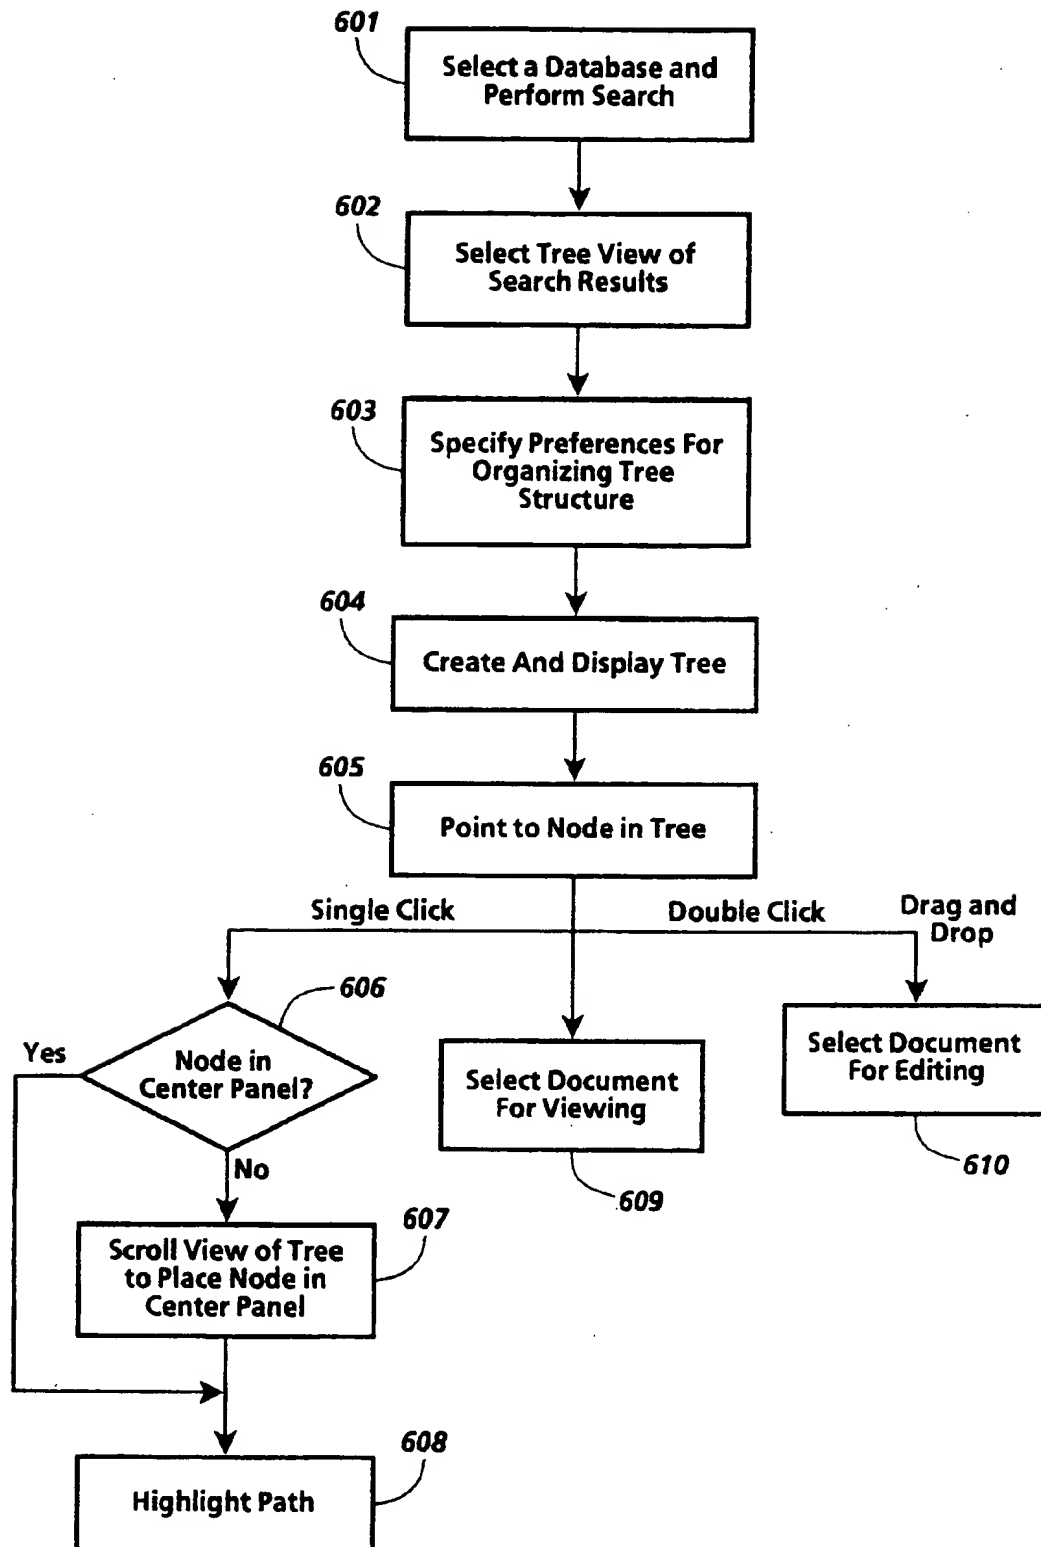 601
Select a Database and
Perform Search
602
Select Tree View of
Search Results
603
Specify Preferences For
Organizing Tree
Structure
604
Create And Display Tree
605
Point to Node in Tree
Single Click
Double Click
Drag and
Drop
606
Yes
Node in
Center Panel?
No
Select Document
For Viewing
609
Select Document
For Editing
610
607
Scroll View of Tree
to Place Node in
Center Panel
608
Highlight Path